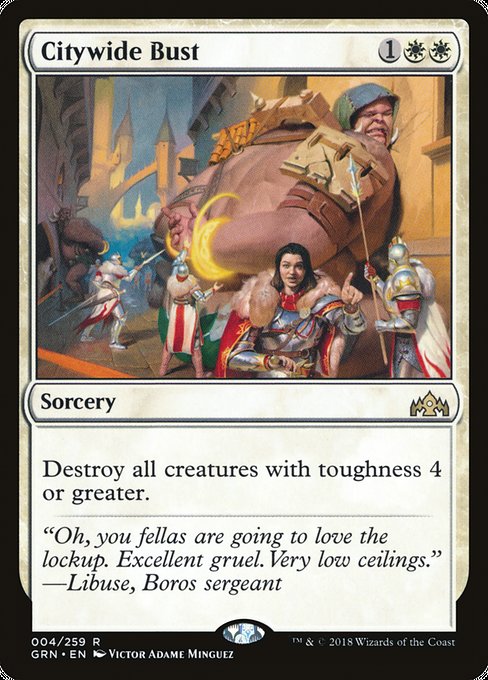 Citywide Bust 1
Sorcery
Destroy all creatures with toughness 4
or greater.
“Oh, you fellas are going to love the
lockup. Excellent gruel. Very low ceilings.”
—Libuse, Boros sergeant
004/259 R
GRN • EN Victor Adame Minguez
™ & © 2018 Wizards of the Coast